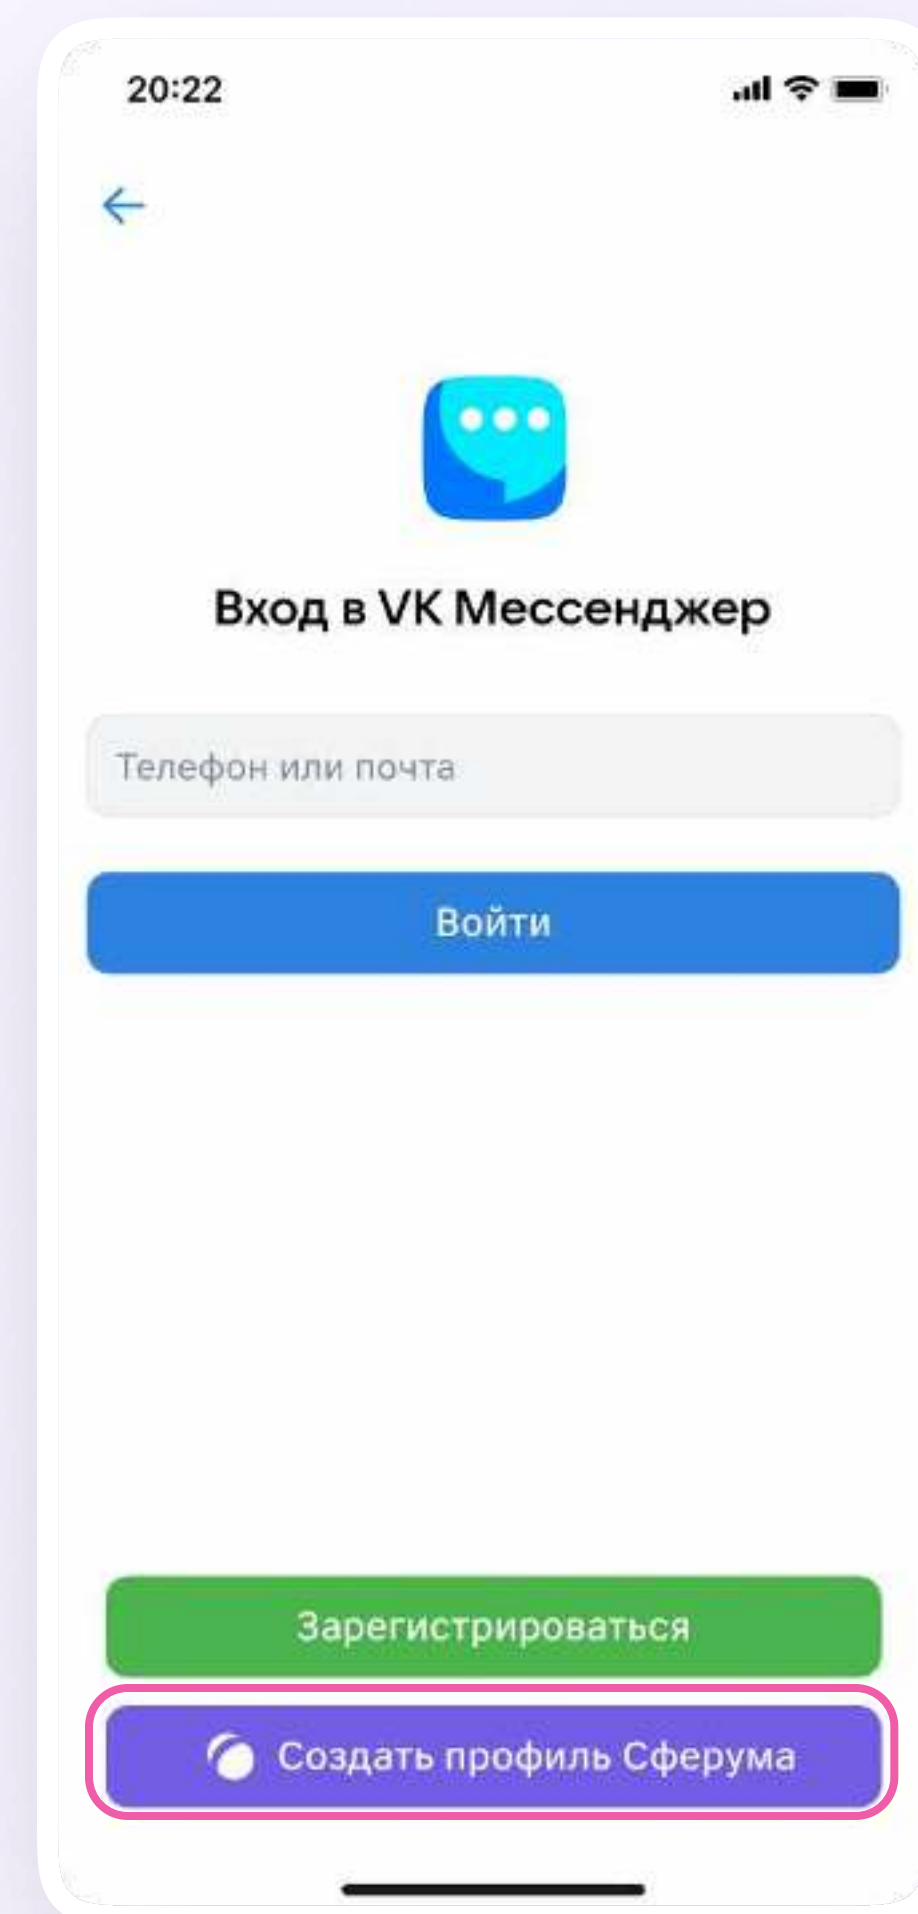 20:22
Вход в VK Мессенджер
Телефон или почта
Войти
Зарегистрироваться
Создать профиль Сферума